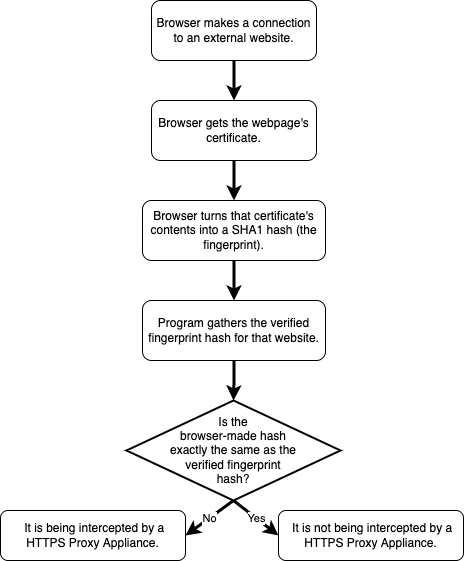 Browser makes a connection
to an external website.
Browser gets the webpage's
certificate.
Browser turns that certificate's
contents into a SHA1 hash (the
fingerprint).
Program gathers the verified
fingerprint hash for that website.
Is the
browser-made hash
exactly the same as the
verified fingerprint
hash?
No
Yes
It is being intercepted by a
HTTPS Proxy Appliance.
It is not being intercepted by a
HTTPS Proxy Appliance.